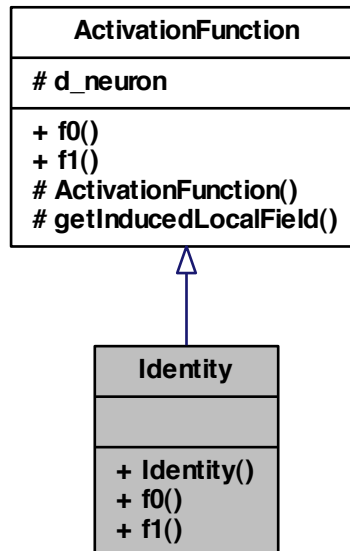 ActivationFunction
# d_neuron
+ f0()
+ f1()
# ActivationFunction()
# getInducedLocalField()
Identity
+ Identity()
+ f0()
+ f1()